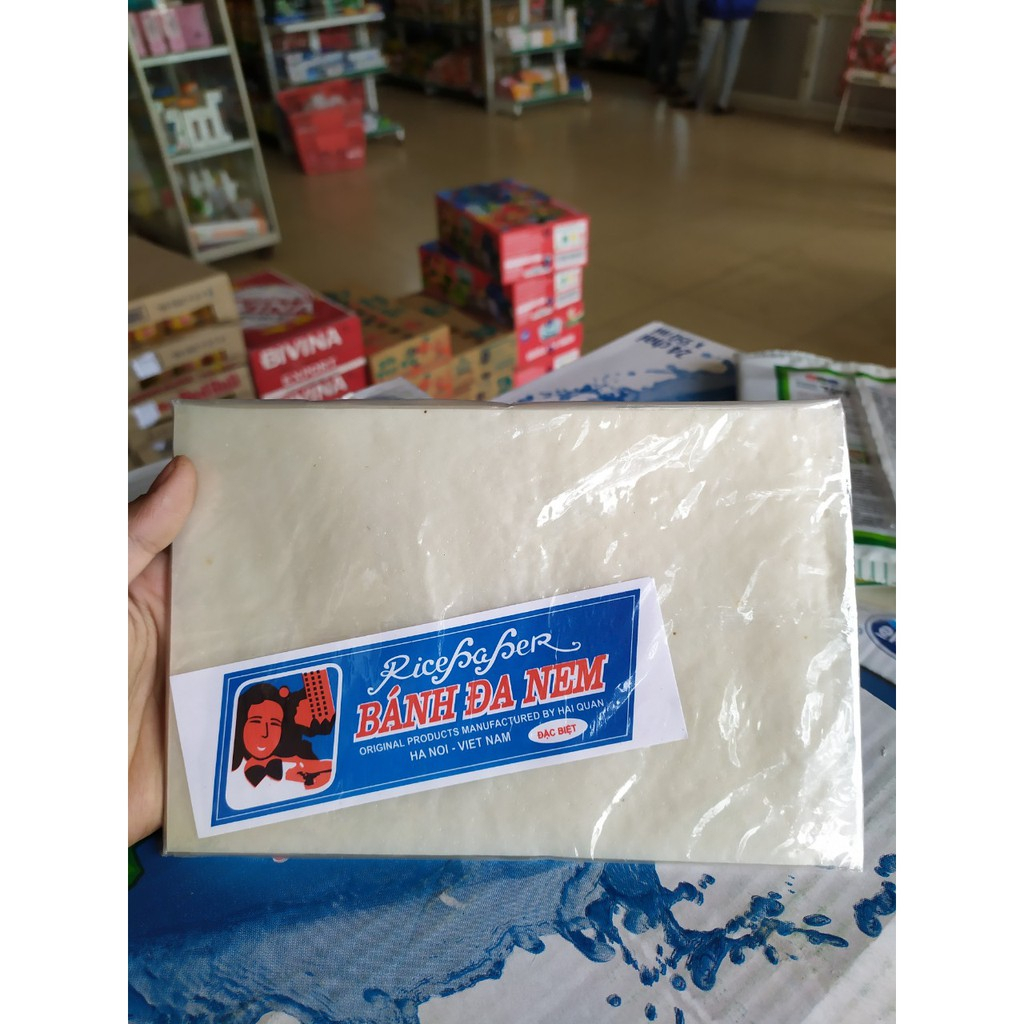 BIVINA
Ricepaper
BÁNH ĐA NEM
ORIGINAL PRODUCTS MANUFACTURED BY HAI QUAN
HA NOI - VIET NAM
ĐẶC BIỆT